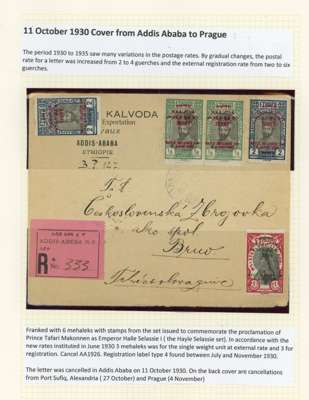 11 October 1930 Cover from Addis Ababa to Prague
The period 1930 to 1935 saw many variations in the postage rates. By gradual changes, the postal
rate for a letter was increased from 2 to 4 guerches and the external registration rate from two to six
guerches.
KALVODA
Exportation
ADDIS-ABABA
ETHIOPIE
Československá Zbrojovka
ako spol
Brno
Tchécoslovaquie
ADDIS-ABEBA
R No. 333
Franked with 6 mehaleks with stamps from the set issued to commemorate the proclamation of
Prince Tafari Makonnen as Emperor Haile Selassie I ( the Hayle Selassie set). In accordance with the
new rates instituted in June 1930 3 mehaleks was for the single weight unit at external rate and 3 for
registration. Cancel AA1926. Registration label type 4 found between July and November 1930.
The letter was cancelled in Addis Ababa on 11 October 1930. On the back cover are cancellations
from Port Sufiq, Alexandria ( 27 October) and Prague (4 November)